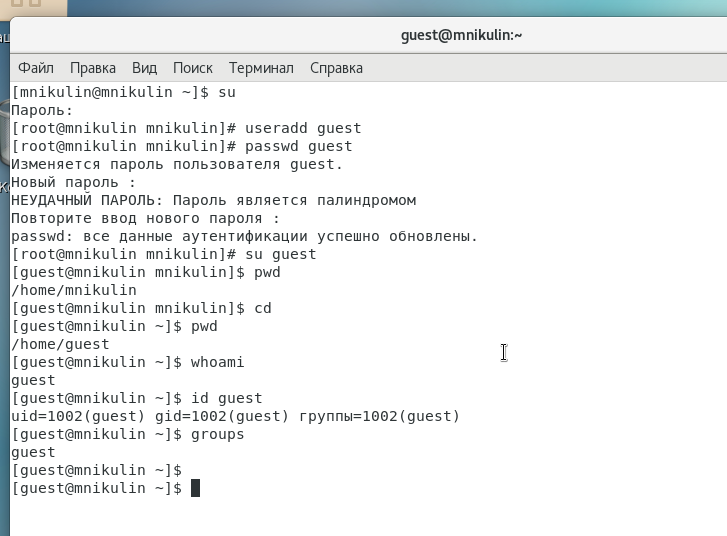 guest@mnikulin:~
Файл Правка Вид Поиск Терминал Справка
[mnikulin@mnikulin ~]$ su
Пароль:
[root@mnikulin mnikulin]# useradd guest
[root@mnikulin mnikulin]# passwd guest
Изменяется пароль пользователя guest.
Новый пароль :
НЕУДАЧНЫЙ ПАРОЛЬ: Пароль является палиндромом
Повторите ввод нового пароля :
passwd: все данные аутентификации успешно обновлены.
[root@mnikulin mnikulin]# su guest
[guest@mnikulin mnikulin]$ pwd
/home/mnikulin
[guest@mnikulin mnikulin]$ cd
[guest@mnikulin ~]$ pwd
/home/guest
[guest@mnikulin ~]$ whoami
guest
[guest@mnikulin ~]$ id guest
uid=1002(guest) gid=1002(guest) группы=1002(guest)
[guest@mnikulin ~]$ groups
guest
[guest@mnikulin ~]$
[guest@mnikulin ~]$